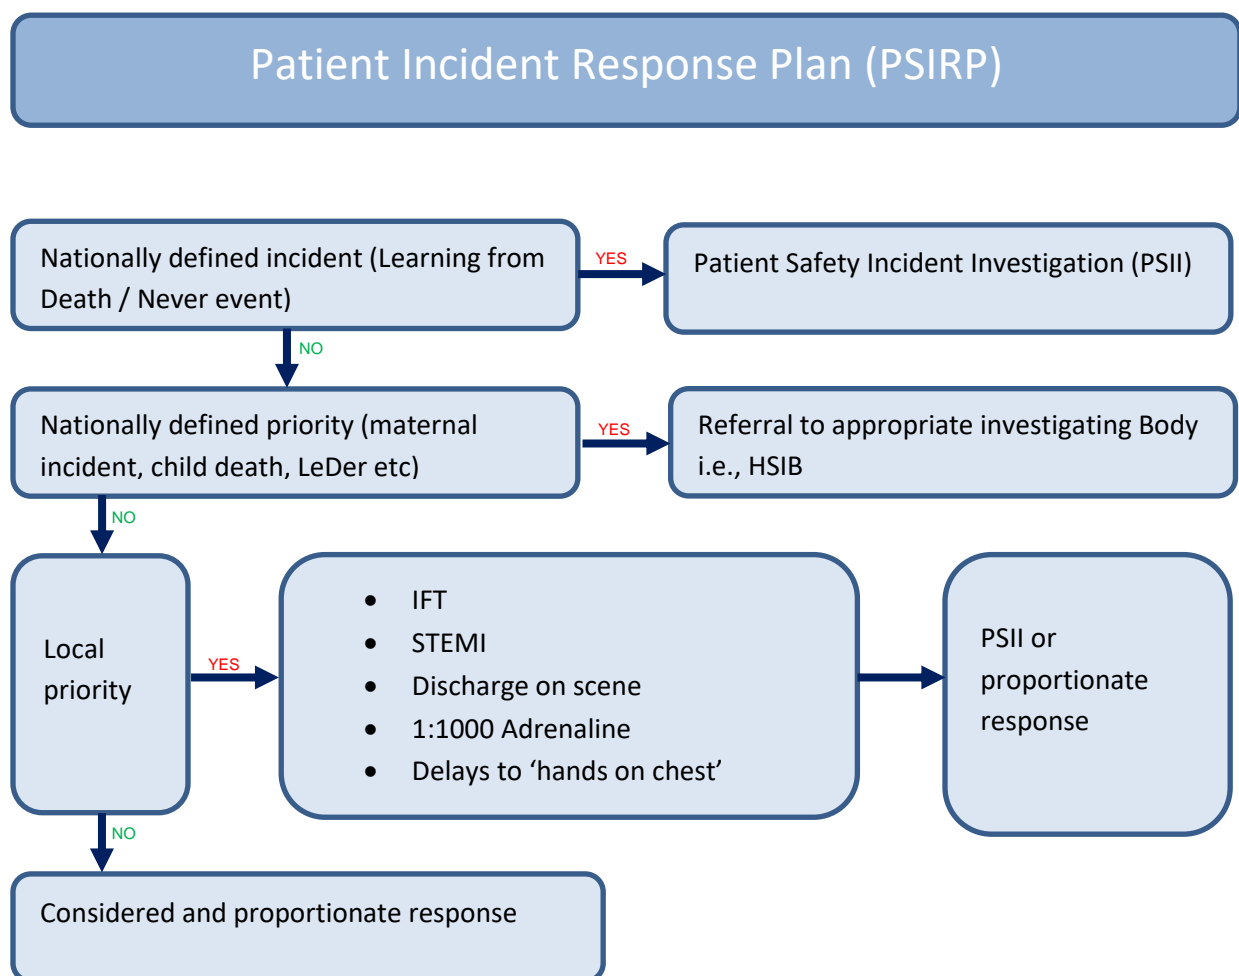 Patient Incident Response Plan (PSIRP)
Nationally defined incident (Learning from
Death / Never event)
YES
Patient Safety Incident Investigation (PSII)
NO
Nationally defined priority (maternal
incident, child death, LeDer etc)
YES
Referral to appropriate investigating Body
i.e., HSIB
NO
Local
priority
YES
• IFT
• STEMI
• Discharge on scene
• 1:1000 Adrenaline
• Delays to ‘hands on chest’
PSII or
proportionate
response
NO
Considered and proportionate response